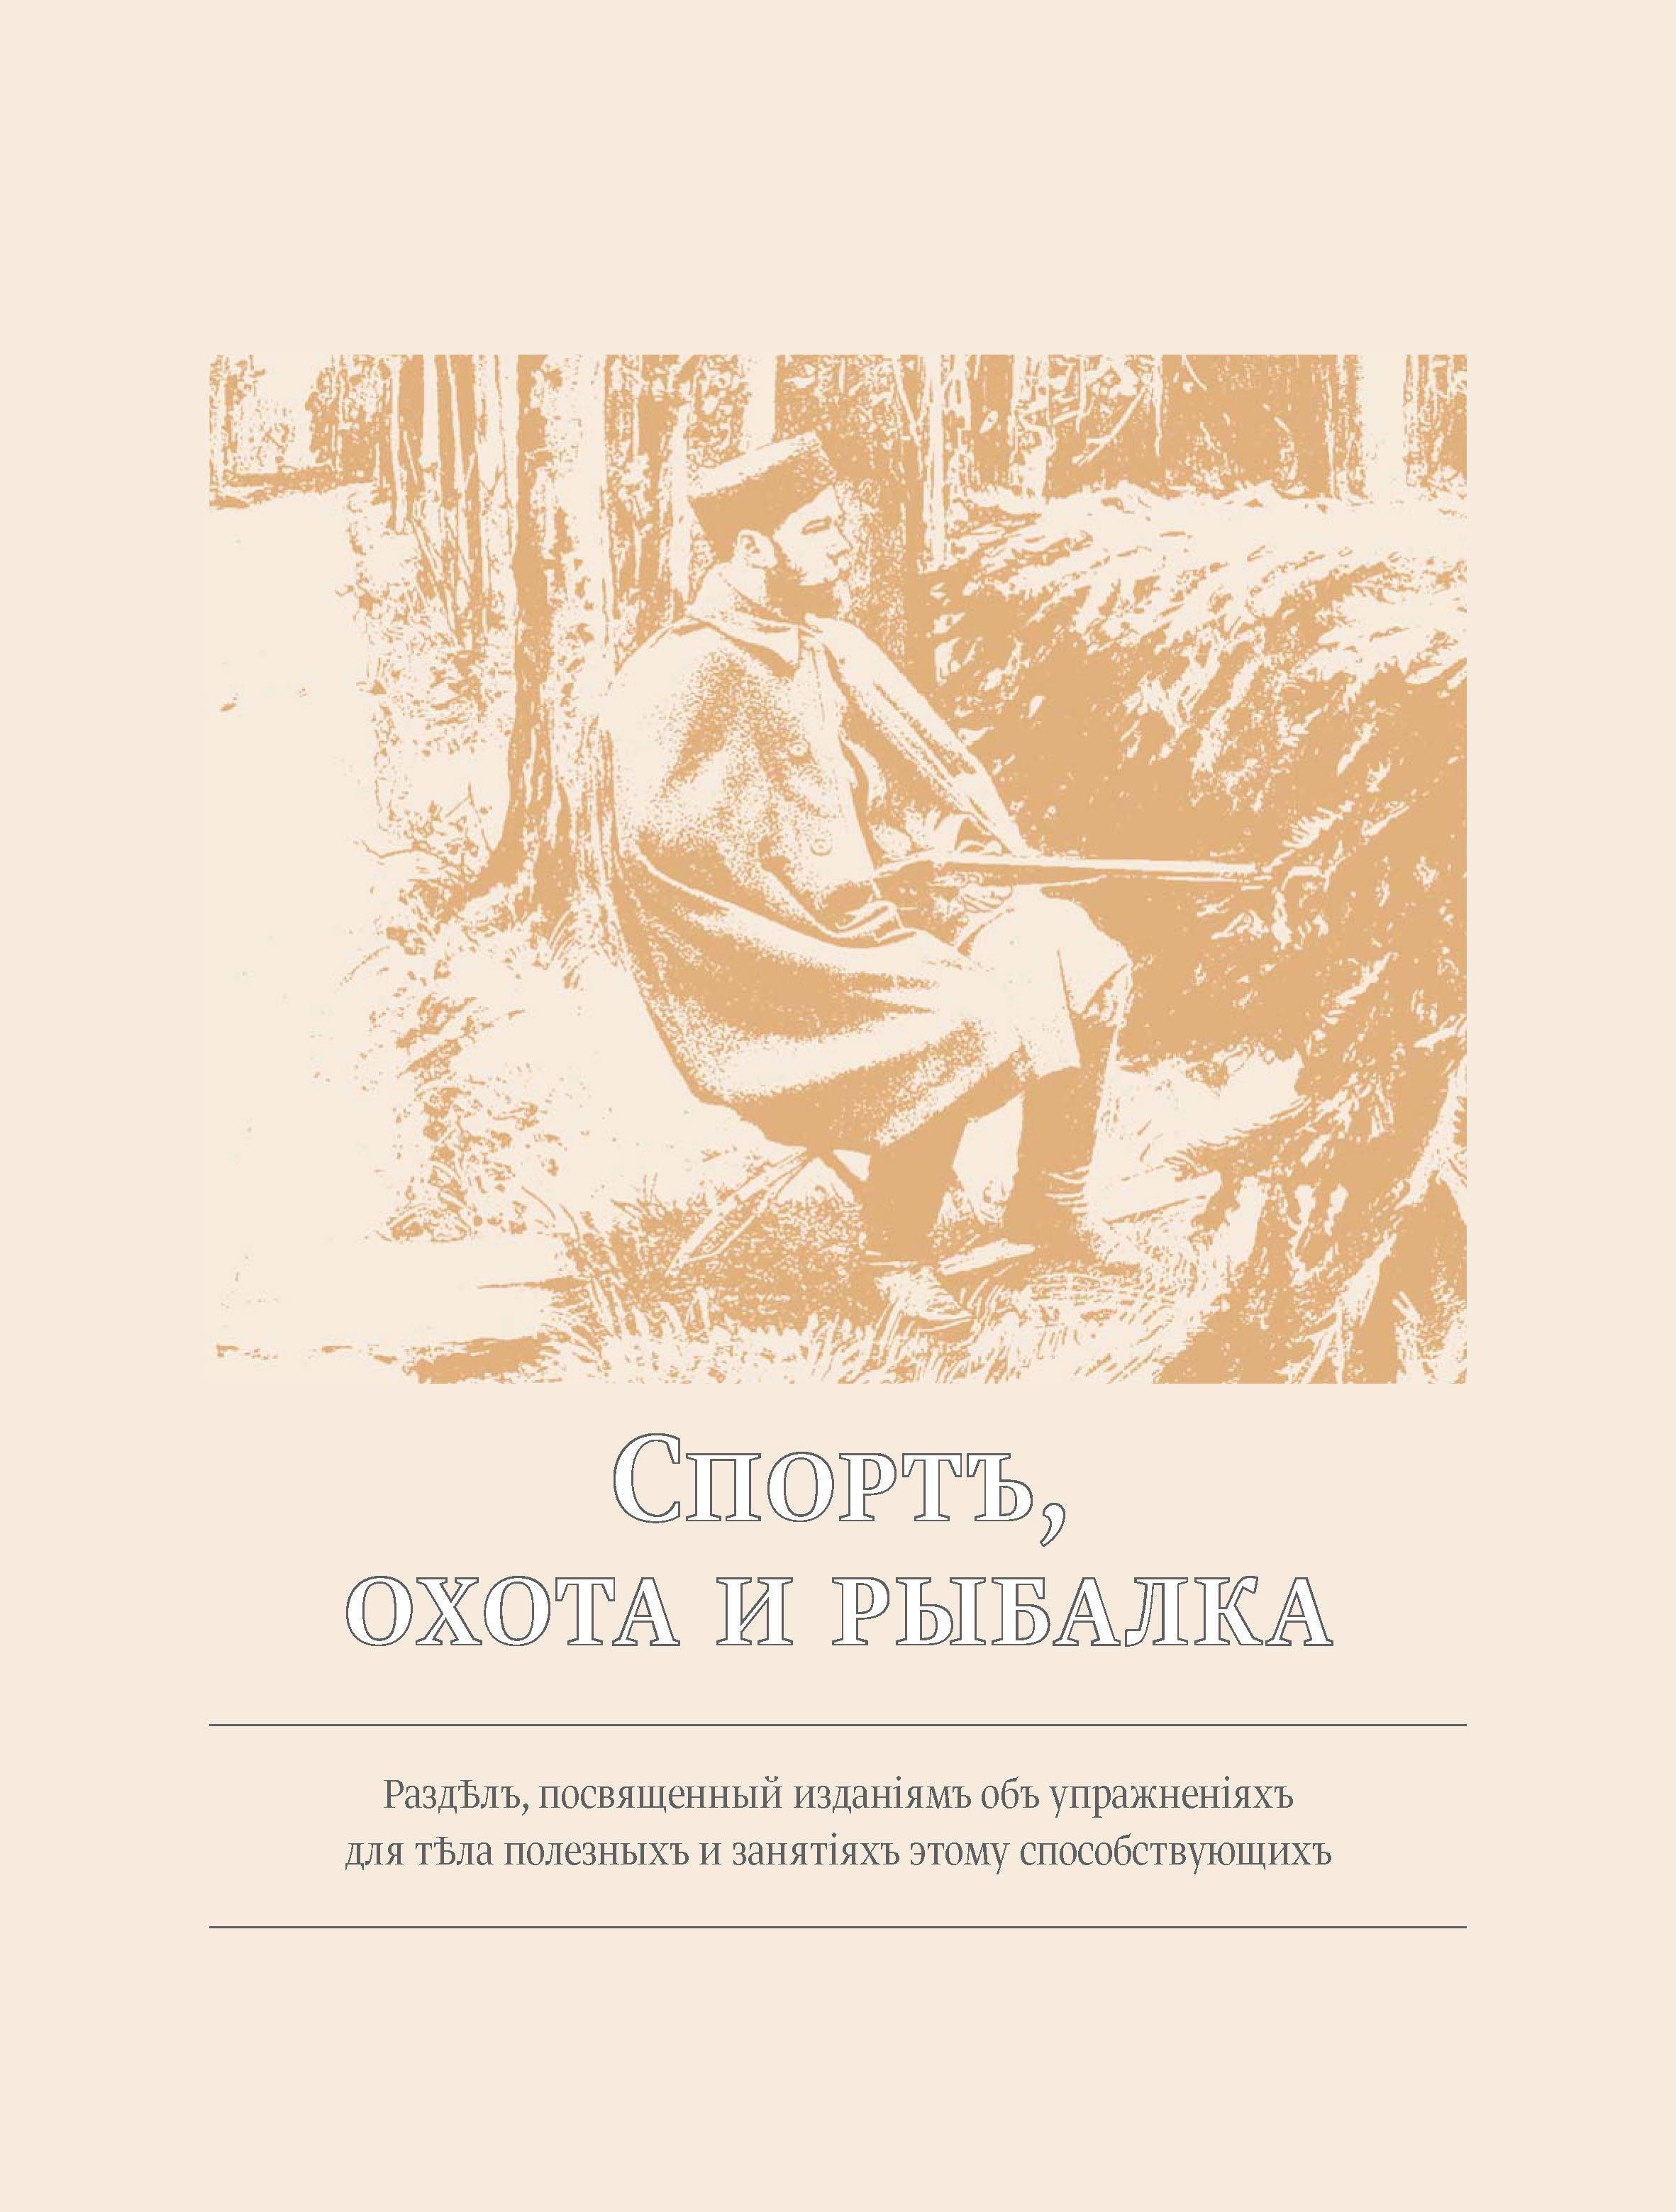 Спортъ,
охота и рыбалка
Раздѣлъ, посвященный изданіямъ объ упражненіяхъ
для тѣла полезныхъ и занятіяхъ этому способствующихъ